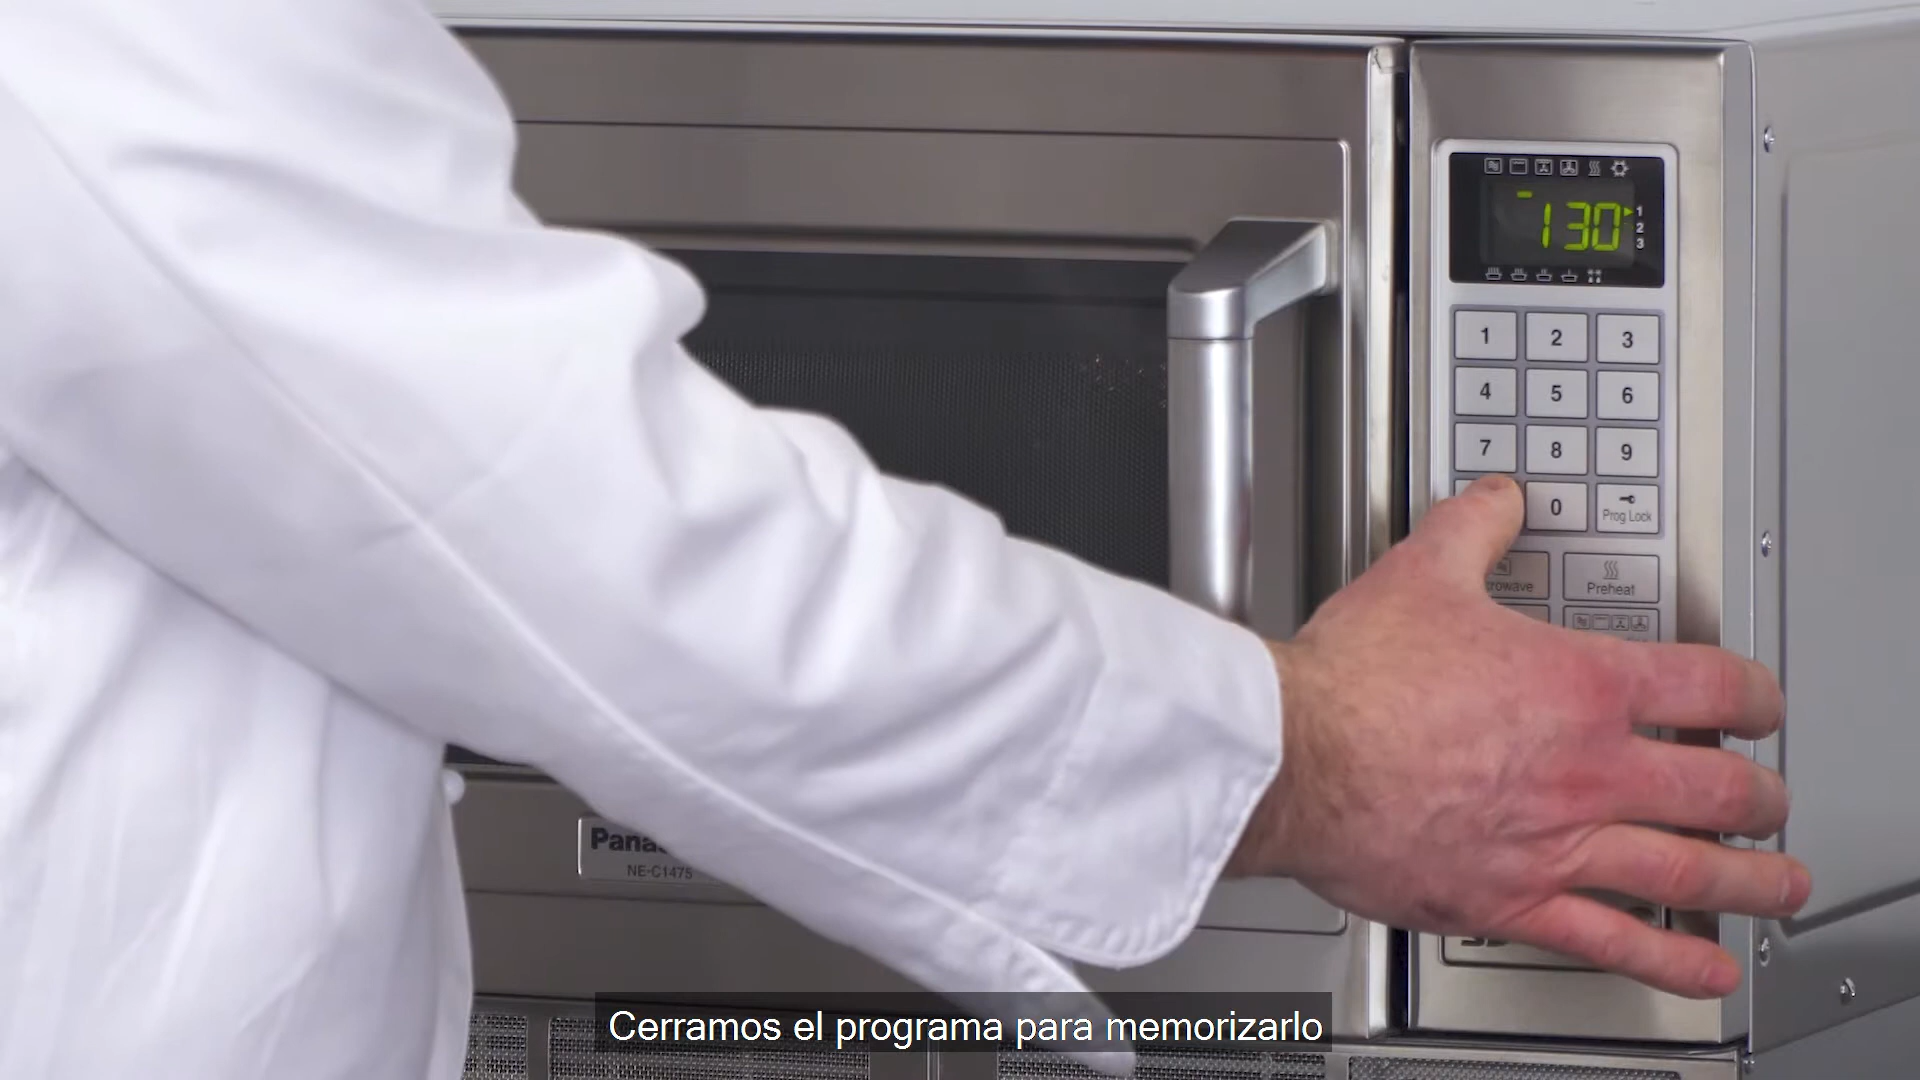 130
1
2
3
1 2 3
4 5 6
7 8 9
0 Prog Lock
Preheat
NE-C1475
Cerramos el programa para memorizarlo